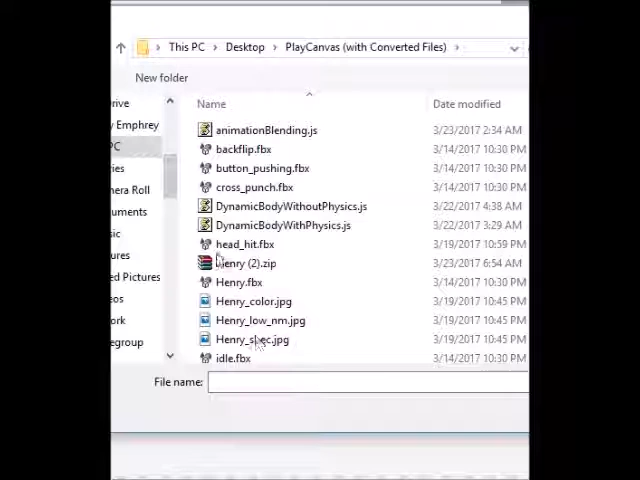 This PC > Desktop > PlayCanvas (with Converted Files) >
New folder
Name Date modified
animationBlending.js 3/23/2017 2:34 AM
backflip.fbx 3/14/2017 10:30 PM
button_pushing.fbx 3/14/2017 10:30 PM
cross_punch.fbx 3/14/2017 10:30 PM
DynamicBodyWithoutPhysics.js 3/22/2017 4:38 AM
DynamicBodyWithPhysics.js 3/22/2017 3:29 AM
head_hit.fbx 3/19/2017 10:59 PM
Henry (2).zip 3/23/2017 6:54 AM
Henry.fbx 3/14/2017 10:30 PM
Henry_color.jpg 3/19/2017 10:45 PM
Henry_low_nm.jpg 3/19/2017 10:45 PM
Henry_spec.jpg 3/19/2017 10:45 PM
idle.fbx 3/14/2017 10:30 PM
rive
y Emphrey
PC
ies
era Roll
uments
sic
ures
ed Pictures
eos
ork
egroup
File name: